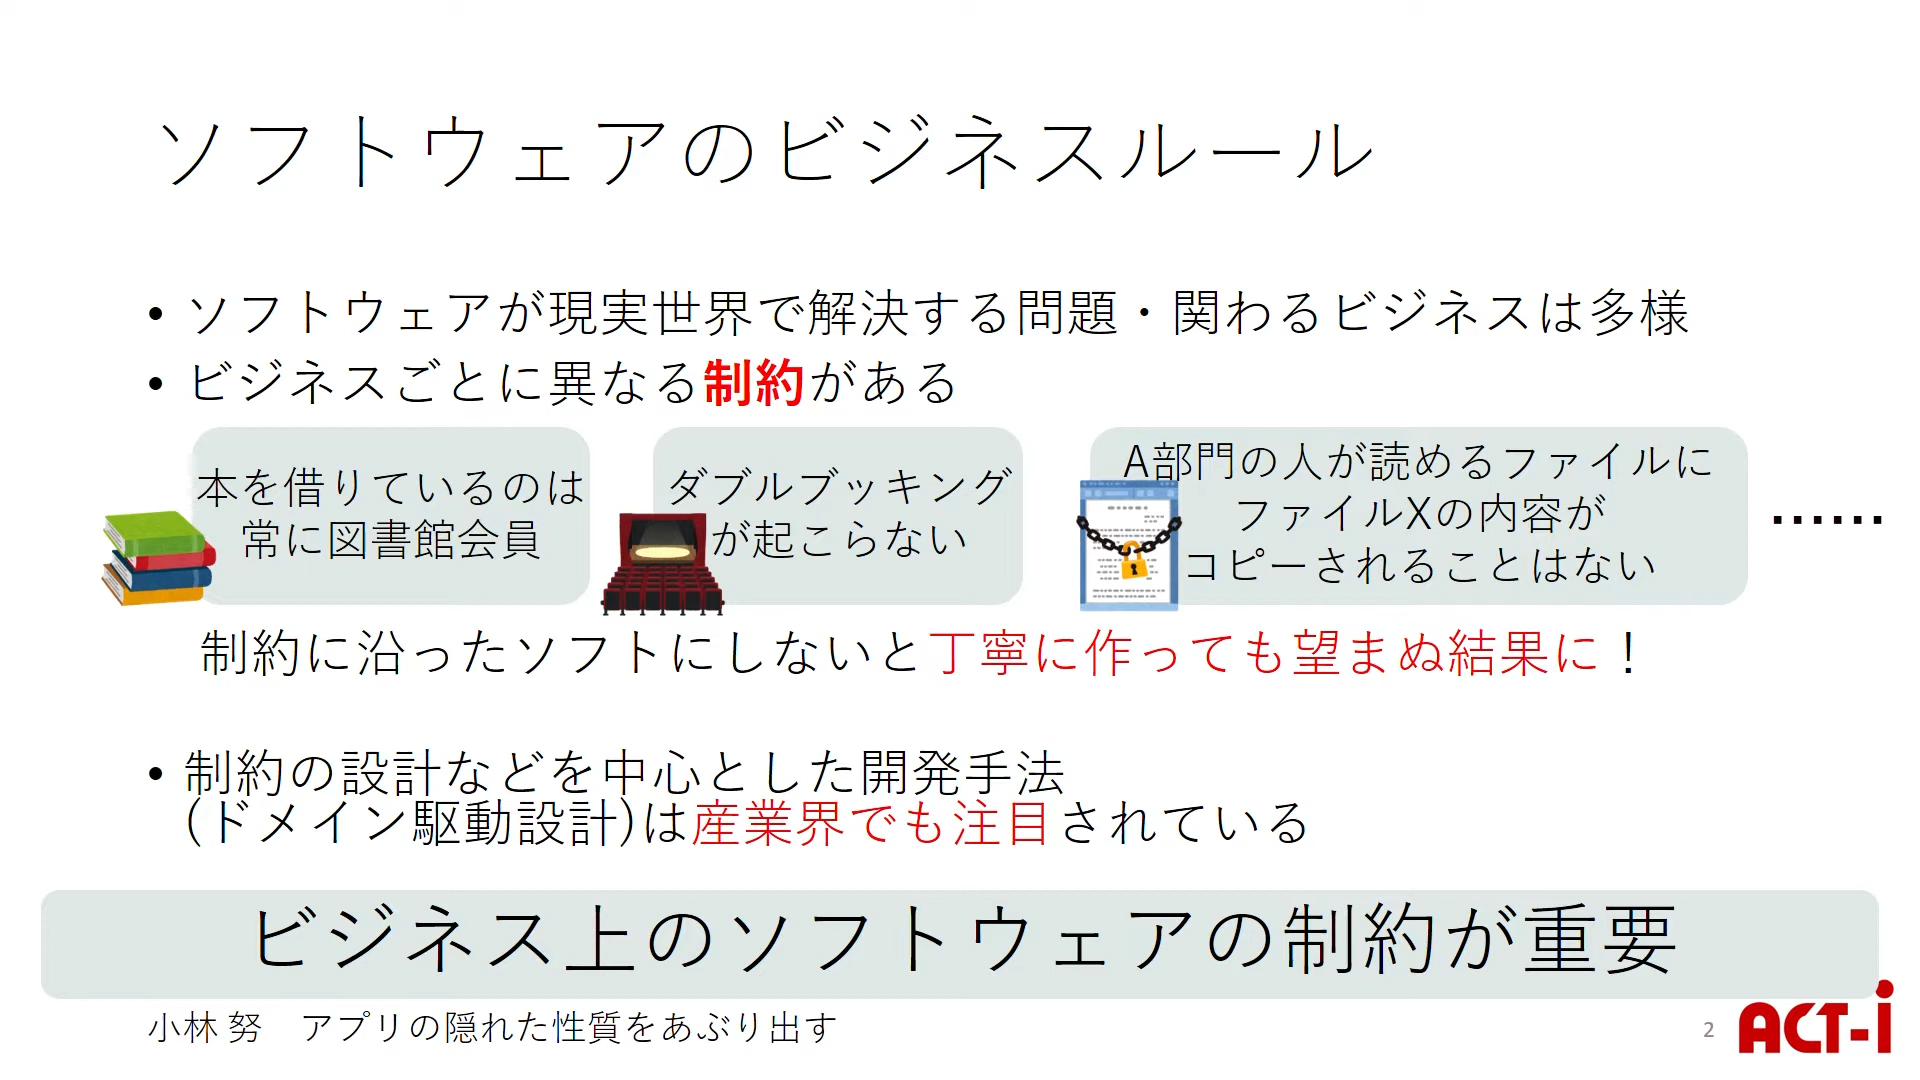 ソフトウェアのビジネスルール
• ソフトウェアが現実世界で解決する問題・関わるビジネスは多様
• ビジネスごとに異なる制約がある
本を借りているのは
常に図書館会員
ダブルブッキング
が起こらない
A部門の人が読めるファイルに
ファイルXの内容が
コピーされることはない
……
制約に沿ったソフトにしないと丁寧に作っても望まぬ結果に！
• 制約の設計などを中心とした開発手法
(ドメイン駆動設計)は産業界でも注目されている
ビジネス上のソフトウェアの制約が重要
小林 努　アプリの隠れた性質をあぶり出す
2
ACT-i